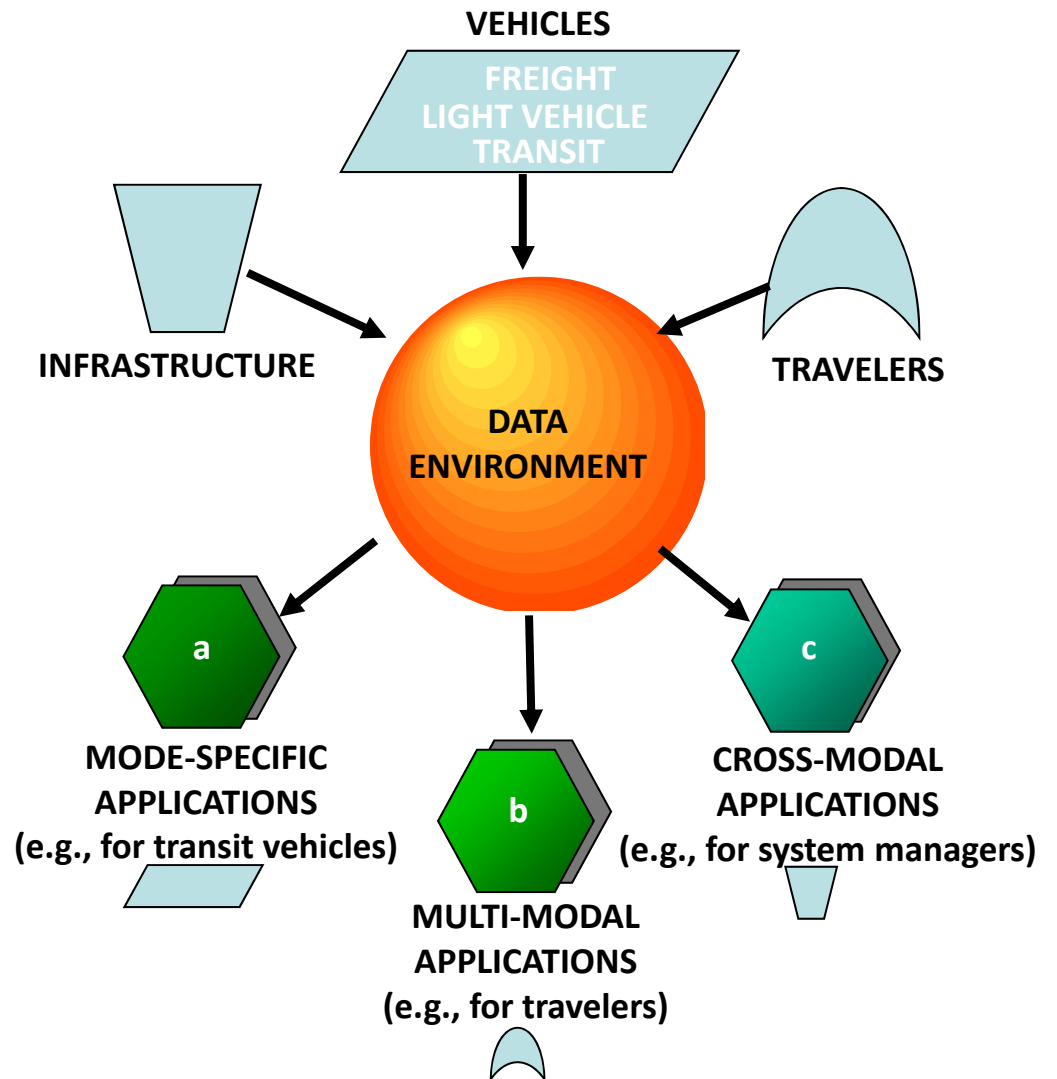 VEHICLES
FREIGHT
LIGHT VEHICLE
TRANSIT
INFRASTRUCTURE
TRAVELERS
DATA
ENVIRONMENT
a
MODE-SPECIFIC
APPLICATIONS
(e.g., for transit vehicles)
b
MULTI-MODAL
APPLICATIONS
(e.g., for travelers)
c
CROSS-MODAL
APPLICATIONS
(e.g., for system managers)